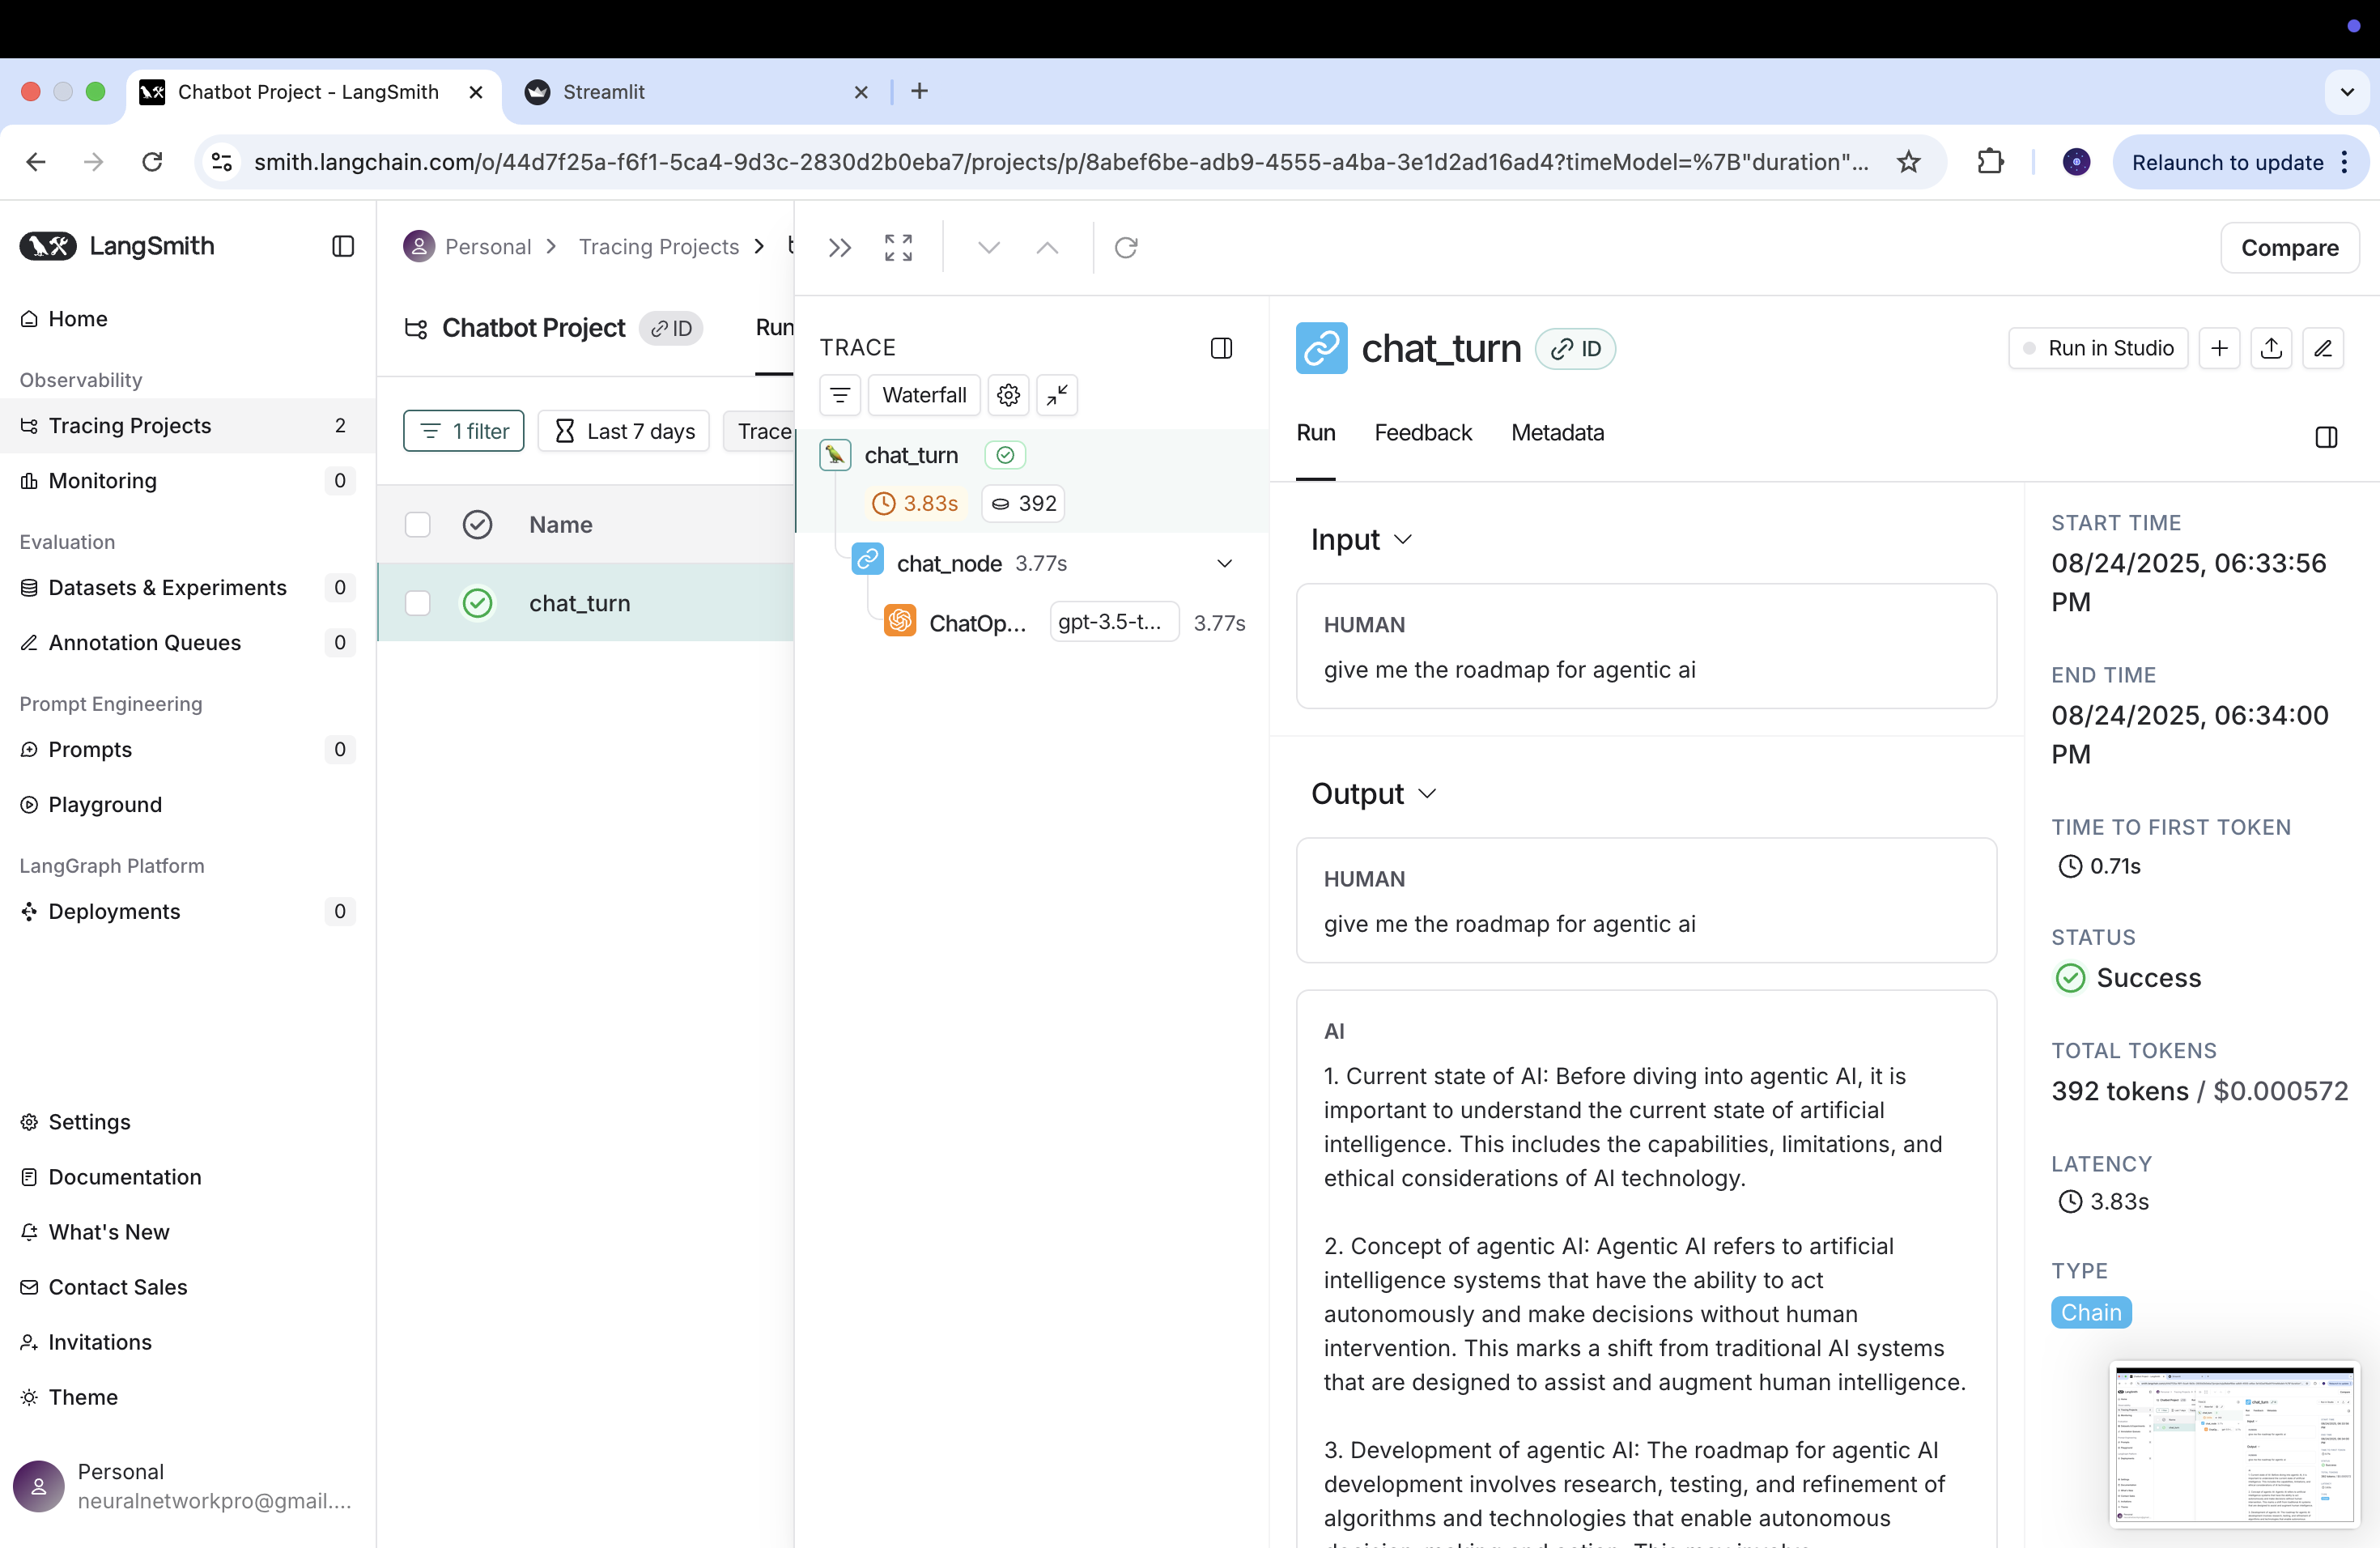 Chatbot Project - LangSmith
Streamlit
smith.langchain.com/o/44d7f25a-f6f1-5ca4-9d3c-2830d2b0eba7/projects/p/8abef6be-adb9-4555-a4ba-3e1d2ad16ad4?timeModel=%7B"duration"...
Relaunch to update
LangSmith
Home
Observability
Tracing Projects 2
Monitoring 0
Evaluation
Datasets & Experiments 0
Annotation Queues 0
Prompt Engineering
Prompts 0
Playground
LangGraph Platform
Deployments 0
Settings
Documentation
What's New
Contact Sales
Invitations
Theme
Personal
neuralnetworkpro@gmail....
Personal > Tracing Projects >
Chatbot Project ID Run
1 filter Last 7 days Trace
Name
chat_turn
Compare
TRACE
Waterfall
chat_turn
3.83s 392
chat_node 3.77s
ChatOp... gpt-3.5-t... 3.77s
chat_turn ID
Run in Studio
Run Feedback Metadata
Input
HUMAN
give me the roadmap for agentic ai
Output
HUMAN
give me the roadmap for agentic ai
AI
1. Current state of AI: Before diving into agentic AI, it is
important to understand the current state of artificial
intelligence. This includes the capabilities, limitations, and
ethical considerations of AI technology.
2. Concept of agentic AI: Agentic AI refers to artificial
intelligence systems that have the ability to act
autonomously and make decisions without human
intervention. This marks a shift from traditional AI systems
that are designed to assist and augment human intelligence.
3. Development of agentic AI: The roadmap for agentic AI
development involves research, testing, and refinement of
algorithms and technologies that enable autonomous
START TIME
08/24/2025, 06:33:56
PM
END TIME
08/24/2025, 06:34:00
PM
TIME TO FIRST TOKEN
0.71s
STATUS
Success
TOTAL TOKENS
392 tokens / $0.000572
LATENCY
3.83s
TYPE
Chain